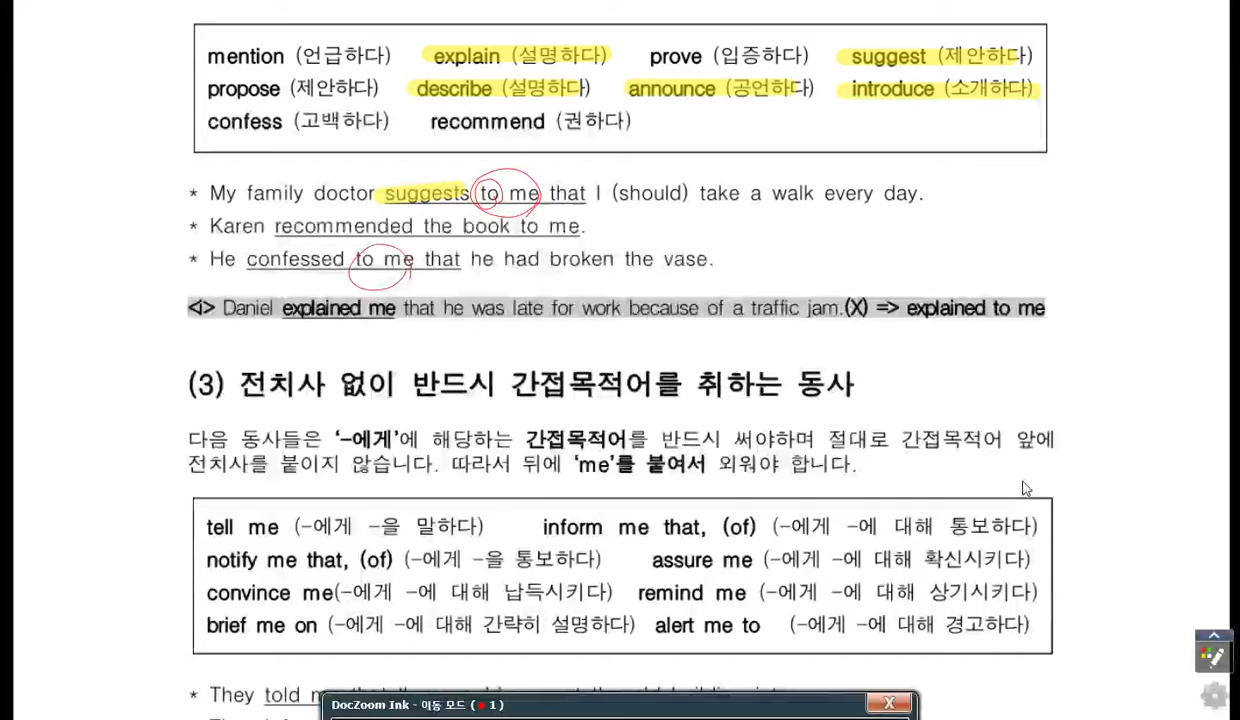 mention (언급하다) explain (설명하다) prove (입증하다) suggest (제안하다)
propose (제안하다) describe (설명하다) announce (공언하다) introduce (소개하다)
confess (고백하다) recommend (권하다)
* My family doctor suggests to me that I (should) take a walk every day.
* Karen recommended the book to me.
* He confessed to me that he had broken the vase.
Daniel explained me that he was late for work because of a traffic jam.(X) => explained to me
(3) 전치사 없이 반드시 간접목적어를 취하는 동사
다음 동사들은 ‘-에게’에 해당하는 간접목적어를 반드시 써야하며 절대로 간접목적어 앞에
전치사를 붙이지 않습니다. 따라서 뒤에 ‘me’를 붙여서 외워야 합니다.
tell me (-에게 -을 말하다) inform me that, (of) (-에게 -에 대해 통보하다)
notify me that, (of) (-에게 -을 통보하다) assure me (-에게 -에 대해 확신시키다)
convince me(-에게 -에 대해 납득시키다) remind me (-에게 -에 대해 상기시키다)
brief me on (-에게 -에 대해 간략히 설명하다) alert me to (-에게 -에 대해 경고하다)
* They told
DocZoom Ink - 이동 모드 ( 1 ) X